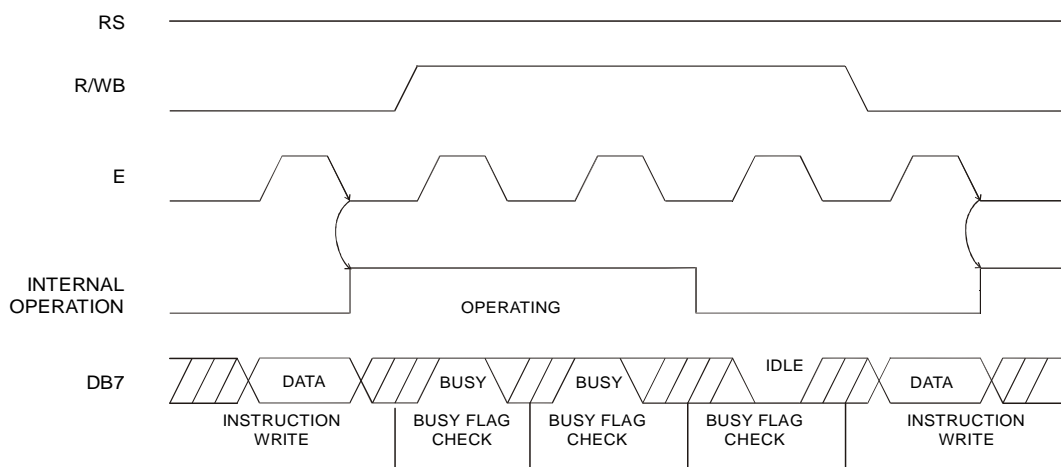 RS
R/WB
E
INTERNAL
OPERATION
OPERATING
DB7
DATA
BUSY
BUSY
IDLE
DATA
INSTRUCTION
WRITE
BUSY FLAG
CHECK
BUSY FLAG
CHECK
BUSY FLAG
CHECK
INSTRUCTION
WRITE